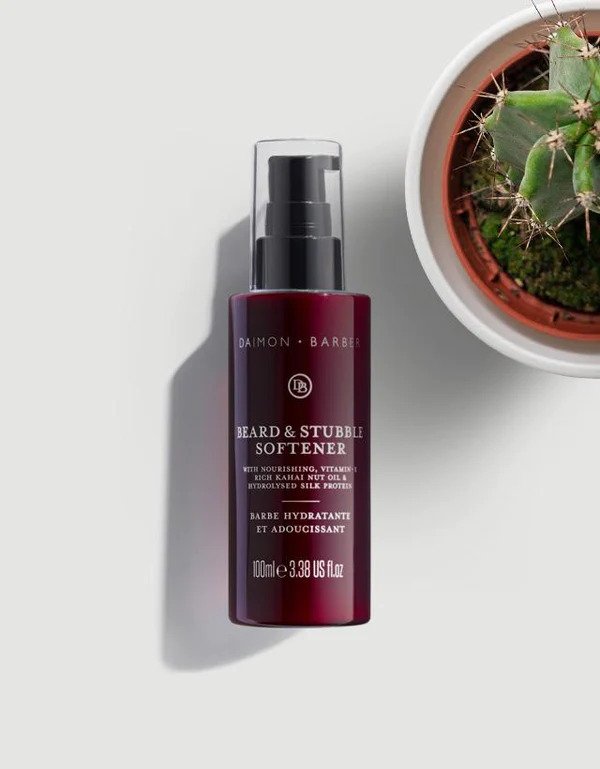 DAIMON • BARBER
DB
BEARD & STUBBLE
SOFTENER
WITH NOURISHING, VITAMIN-E
RICH KAHAI NUT OIL &
HYDROLYSED SILK PROTEIN
BARBE HYDRATANTE
ET ADOUCISSANT
100ml e 3.38 US fl.oz